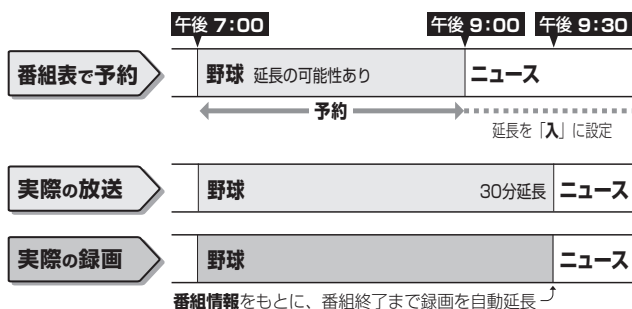 午後 7:00 午後 9:00 午後 9:30
番組表で予約 野球 延長の可能性あり ニュース
予約
延長を「入」に設定
実際の放送 野球 30分延長 ニュース
実際の録画 野球 ニュース
番組情報をもとに、番組終了まで録画を自動延長